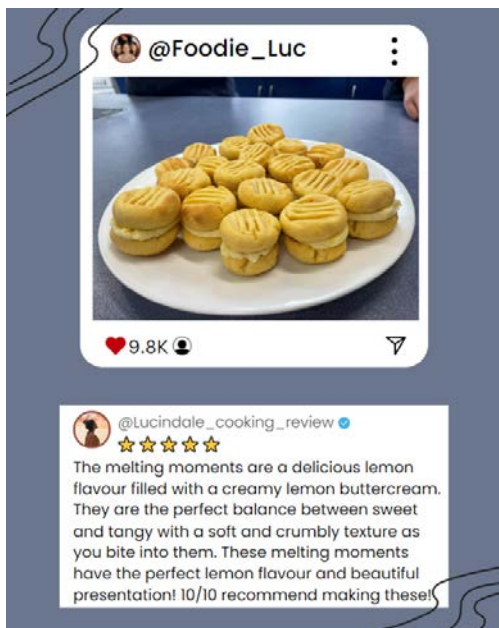 @Foodie_Luc
9.8K
@Lucindale_cooking_review
The melting moments are a delicious lemon
flavour filled with a creamy lemon buttercream.
They are the perfect balance between sweet
and tangy with a soft and crumbly texture as
you bite into them. These melting moments
have the perfect lemon flavour and beautiful
presentation! 10/10 recommend making these!